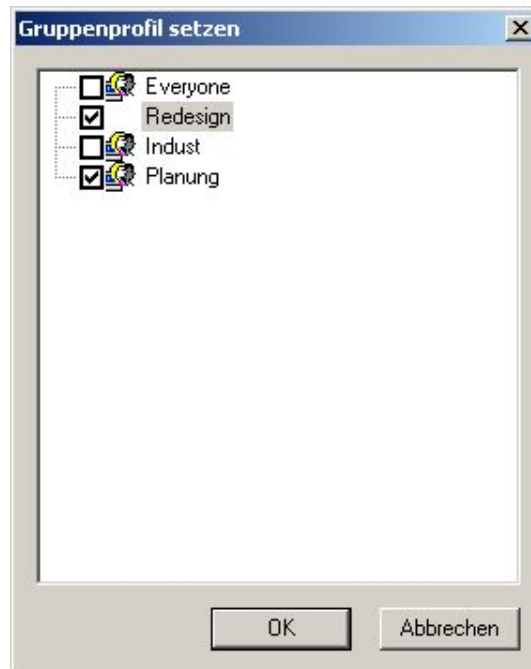 Gruppenprofil setzen
Everyone
Redesign
Indust
Planung
OK Abbrechen